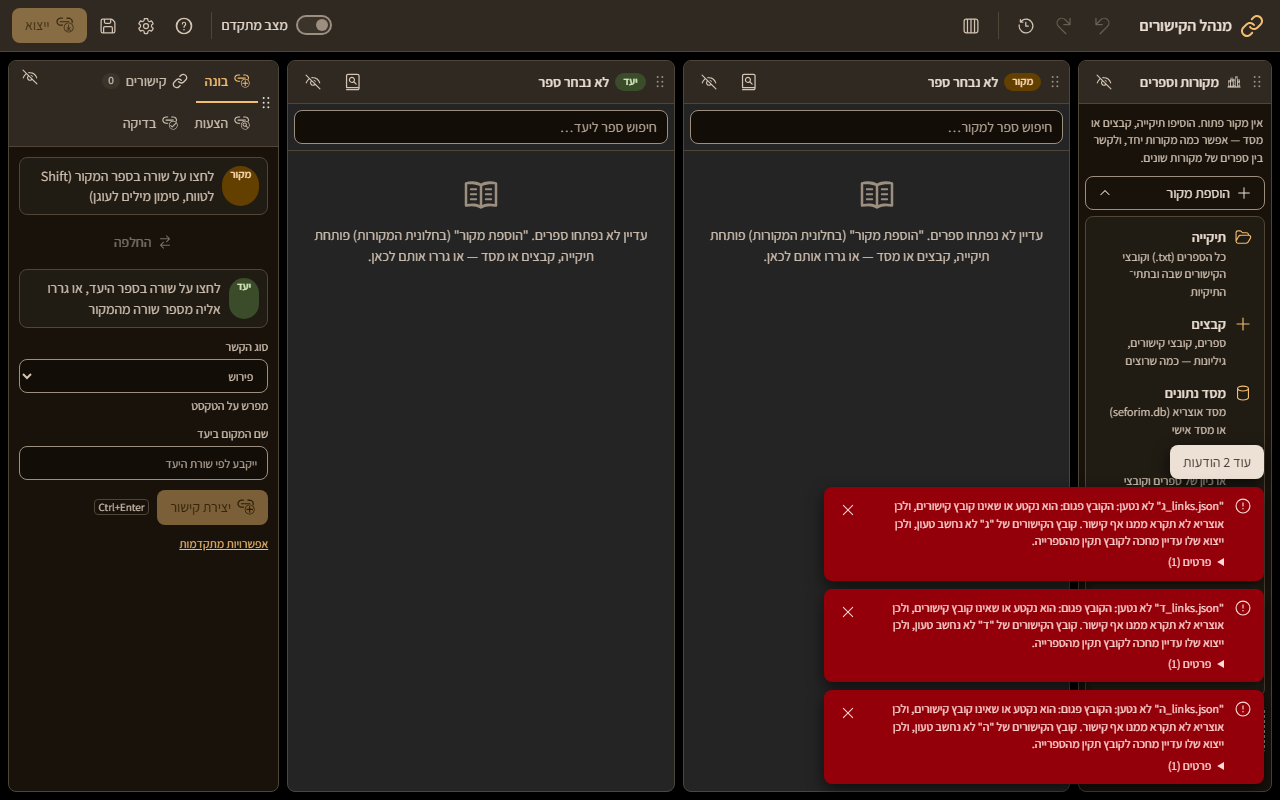 מנהל הקישורים
מצב מתקדם
ייצוא
מקורות וספרים
אין מקור פתוח. הוסיפו תיקייה, קבצים או
מסד — אפשר כמה מקורות יחד, ולקשר
בין ספרים של מקורות שונים.
הוספת מקור
תיקייה
כל הספרים (txt.) וקובצי
הקישורים שבה ובתתי־
התיקיות
קבצים
ספרים, קובצי קישורים,
גיליונות — כמה שרוצים
מסד נתונים
מסד אוצריא (seforim.db)
או מסד אישי
ארכיון של ספרים וקובצי
מקור
לא נבחר ספר
חיפוש ספר למקור...
עדיין לא נפתחו ספרים. "הוספת מקור" (בחלונית המקורות) פותחת
תיקייה, קבצים או מסד — או גררו אותם לכאן.
יעד
לא נבחר ספר
חיפוש ספר ליעד...
עדיין לא נפתחו ספרים. "הוספת מקור" (בחלונית המקורות) פותחת
תיקייה, קבצים או מסד — או גררו אותם לכאן.
בונה
קישורים 0
הצעות
בדיקה
מקור
לחצו על שורה בספר המקור (Shift
לטווח, סימון מילים לעוגן)
החלפה
יעד
לחצו על שורה בספר היעד, או גררו
אליה מספר שורה מהמקור
סוג הקשר
פירוש
מפרש על הטקסט
שם המקום ביעד
ייקבע לפי שורת היעד
יצירת קישור
Ctrl+Enter
אפשרויות מתקדמות
עוד 2 הודעות
"ג_links.json" לא נטען: הקובץ פגום: הוא נקטע או שאינו קובץ קישורים, ולכן
אוצריא לא תקרא ממנו אף קישור. קובץ הקישורים של "ג" לא נחשב טעון, ולכן
ייצוא שלו עדיין מחכה לקובץ תקין מהספרייה.
פרטים (1)
"ד_links.json" לא נטען: הקובץ פגום: הוא נקטע או שאינו קובץ קישורים, ולכן
אוצריא לא תקרא ממנו אף קישור. קובץ הקישורים של "ד" לא נחשב טעון, ולכן
ייצוא שלו עדיין מחכה לקובץ תקין מהספרייה.
פרטים (1)
"ה_links.json" לא נטען: הקובץ פגום: הוא נקטע או שאינו קובץ קישורים, ולכן
אוצריא לא תקרא ממנו אף קישור. קובץ הקישורים של "ה" לא נחשב טעון, ולכן
ייצוא שלו עדיין מחכה לקובץ תקין מהספרייה.
פרטים (1)